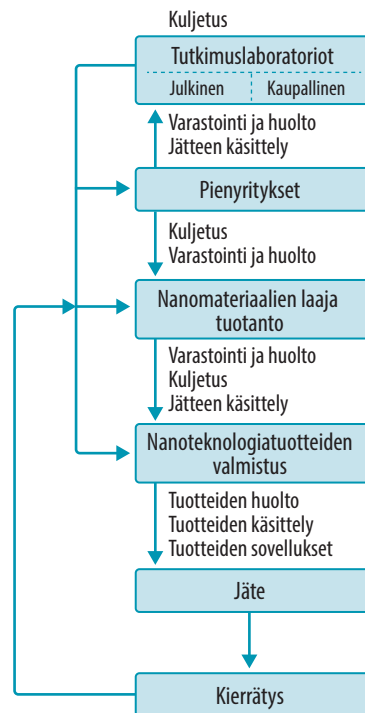 Kuljetus
Tutkimuslaboratoriot
Julkinen Kaupallinen
Varastointi ja huolto
Jätteen käsittely
Pienyritykset
Kuljetus
Varastointi ja huolto
Nanomateriaalien laaja
tuotanto
Varastointi ja huolto
Kuljetus
Jätteen käsittely
Nanoteknologiatuotteiden
valmistus
Tuotteiden huolto
Tuotteiden käsittely
Tuotteiden sovellukset
Jäte
Kierrätys